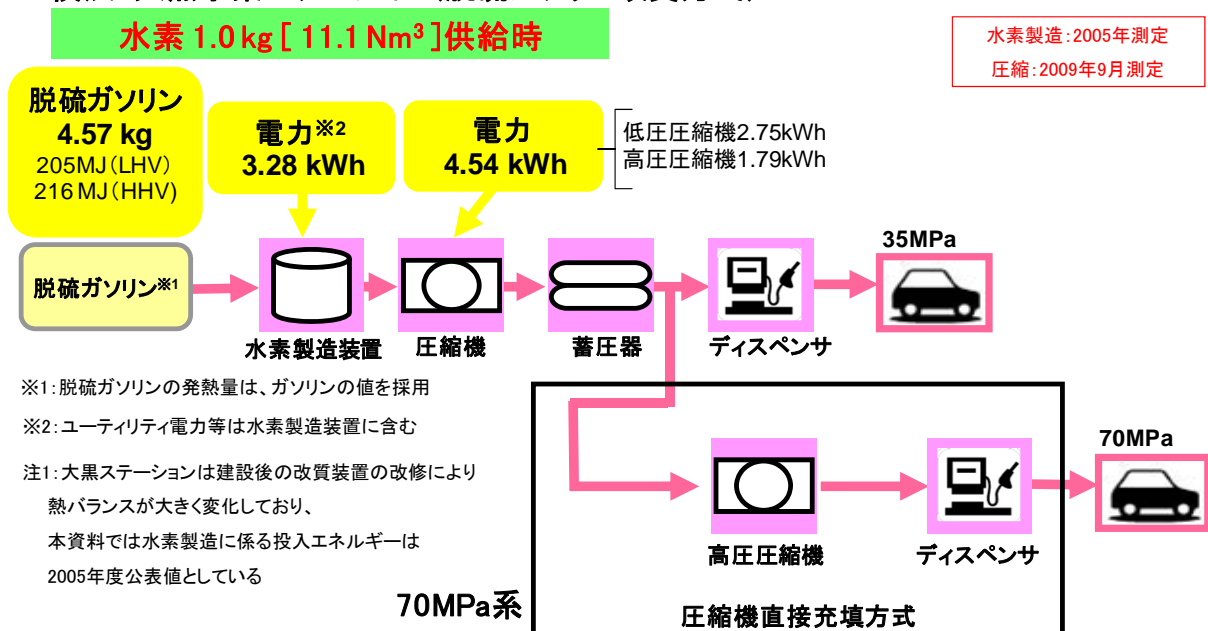 水素 1.0 kg [ 11.1 Nm³ ]供給時
水素製造：2005年測定
圧縮：2009年9月測定
脱硫ガソリン
4.57 kg
205MJ（LHV）
216 MJ（HHV）
電力※2
3.28 kWh
電力
4.54 kWh
低圧圧縮機2.75kWh
高圧圧縮機1.79kWh
脱硫ガソリン※1
水素製造装置
圧縮機
蓄圧器
ディスペンサ
35MPa
※1：脱硫ガソリンの発熱量は、ガソリンの値を採用
※2：ユーティリティ電力等は水素製造装置に含む
注1：大黒ステーションは建設後の改質装置の改修により
熱バランスが大きく変化しており、
本資料では水素製造に係る投入エネルギーは
2005年度公表値としている
高圧圧縮機
ディスペンサ
70MPa
70MPa系
圧縮機直接充填方式